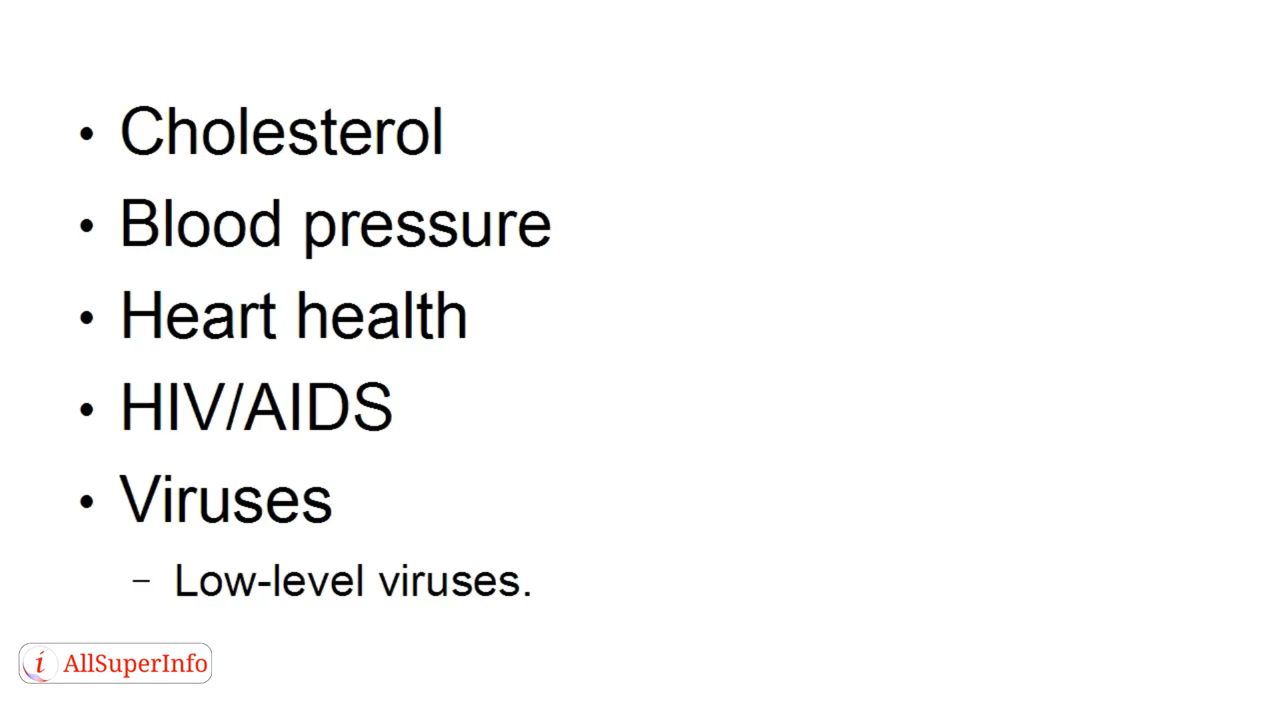 • Cholesterol
• Blood pressure
• Heart health
• HIV/AIDS
• Viruses
– Low-level viruses.
i AllSuperInfo